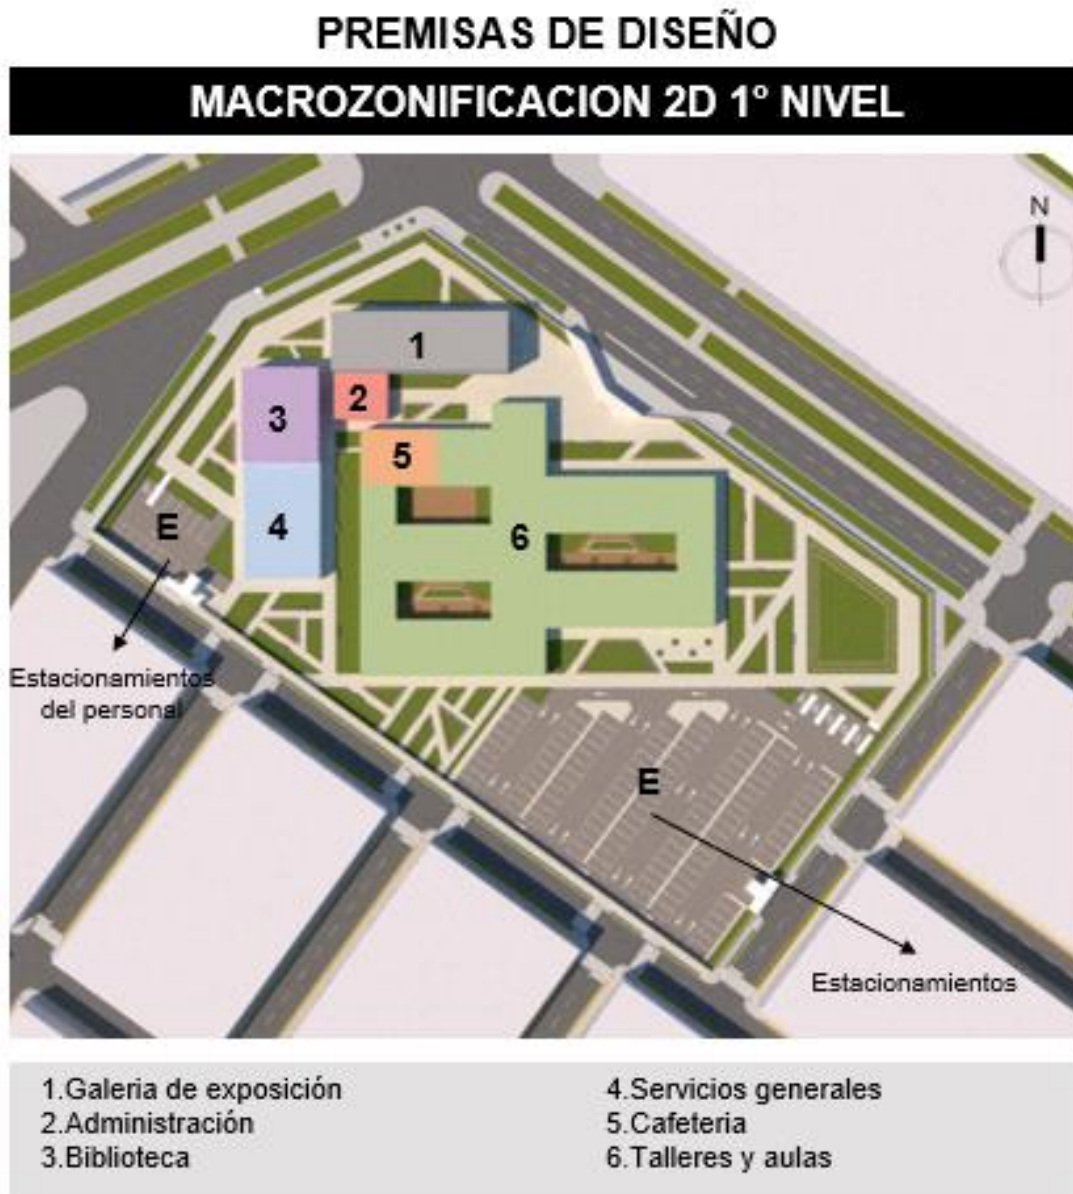 PREMISAS DE DISEÑO
MACROZONIFICACION 2D 1° NIVEL
N
1
2
3
5
4
6
E
Estacionamientos
del personal
E
Estacionamientos
1.Galeria de exposición
2.Administración
3.Biblioteca
4.Servicios generales
5.Cafeteria
6.Talleres y aulas